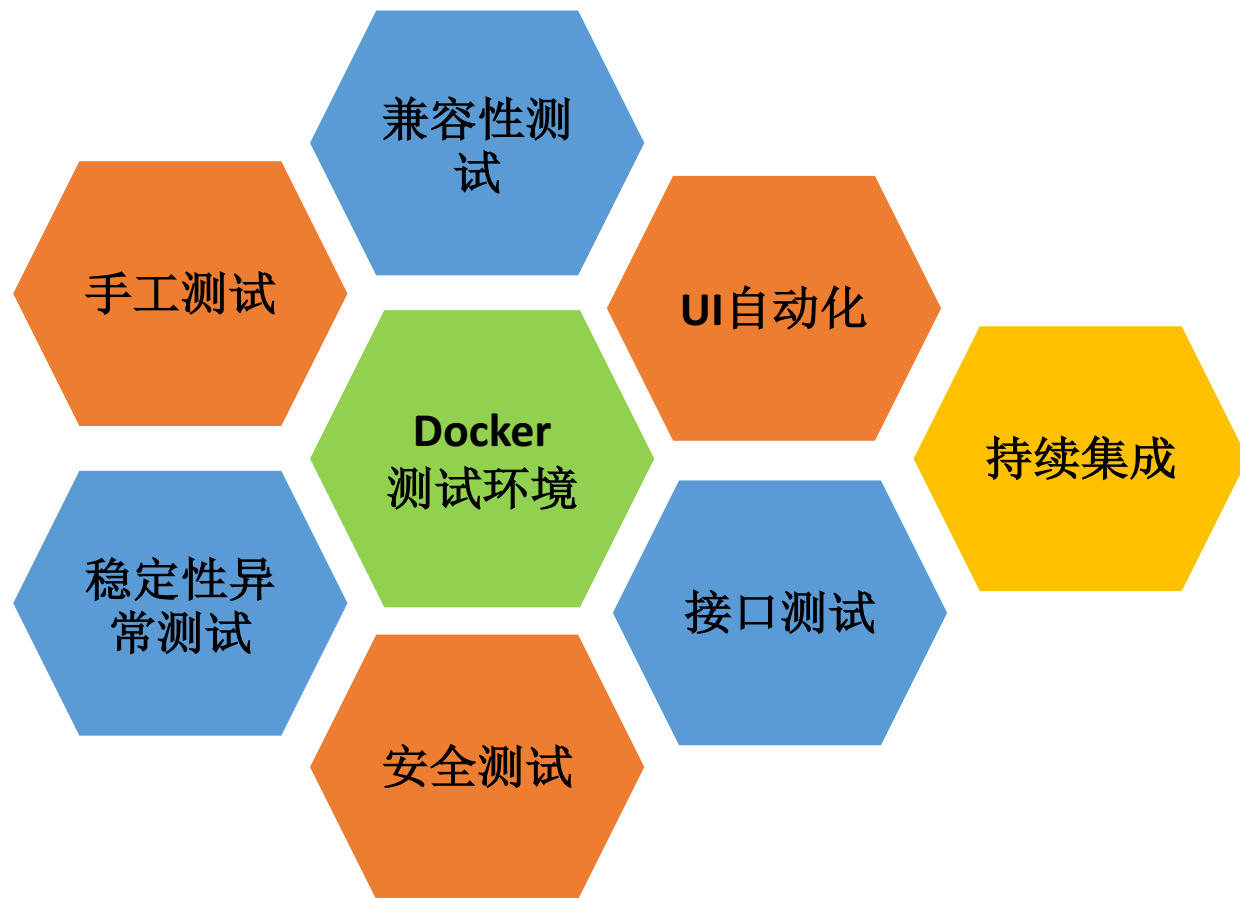 兼容性测
试
手工测试
UI自动化
Docker
测试环境
持续集成
稳定性异
常测试
接口测试
安全测试